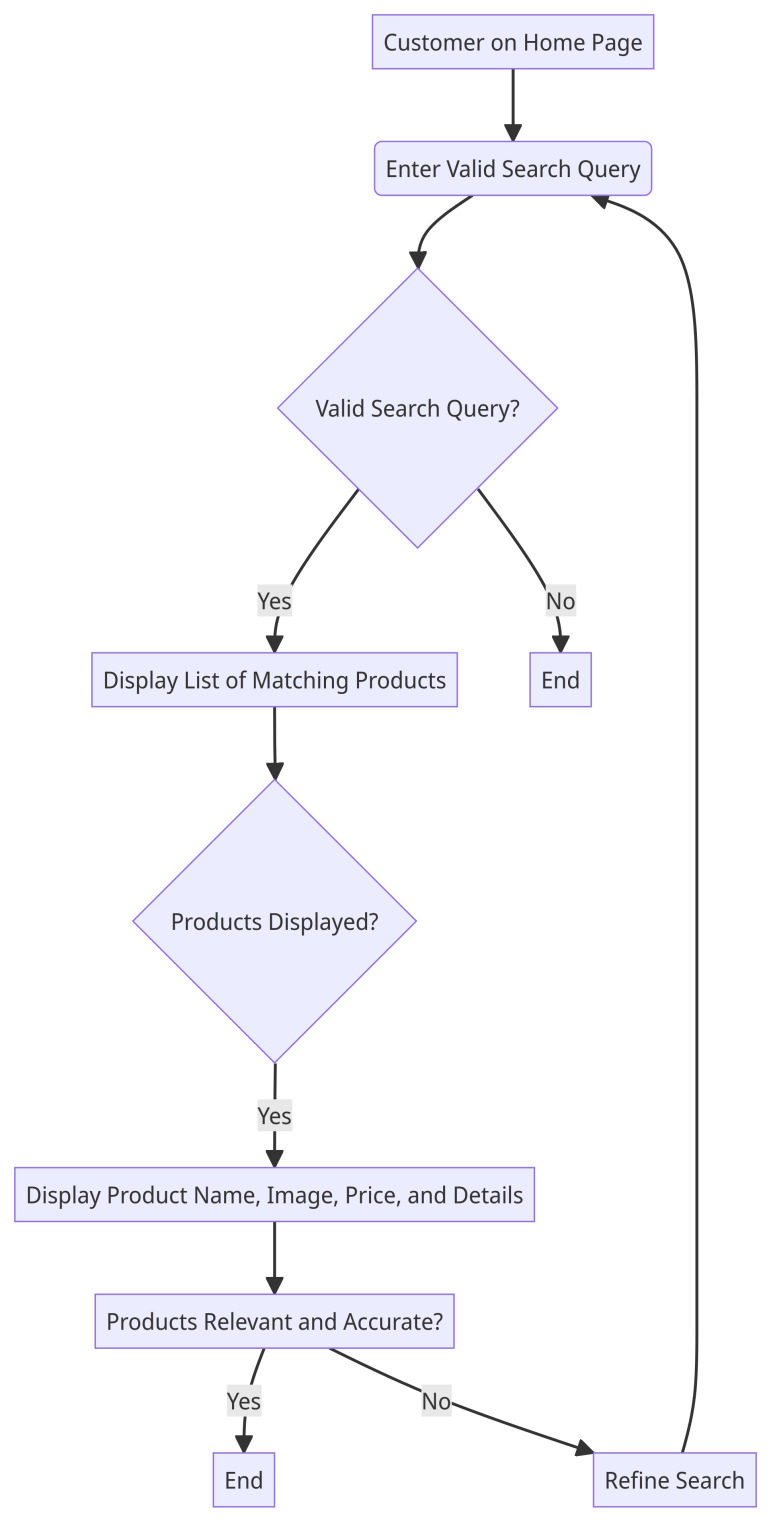 Customer on Home Page
Enter Valid Search Query
Valid Search Query?
Yes
No
Display List of Matching Products
End
Products Displayed?
Yes
Display Product Name, Image, Price, and Details
Products Relevant and Accurate?
Yes
No
End
Refine Search